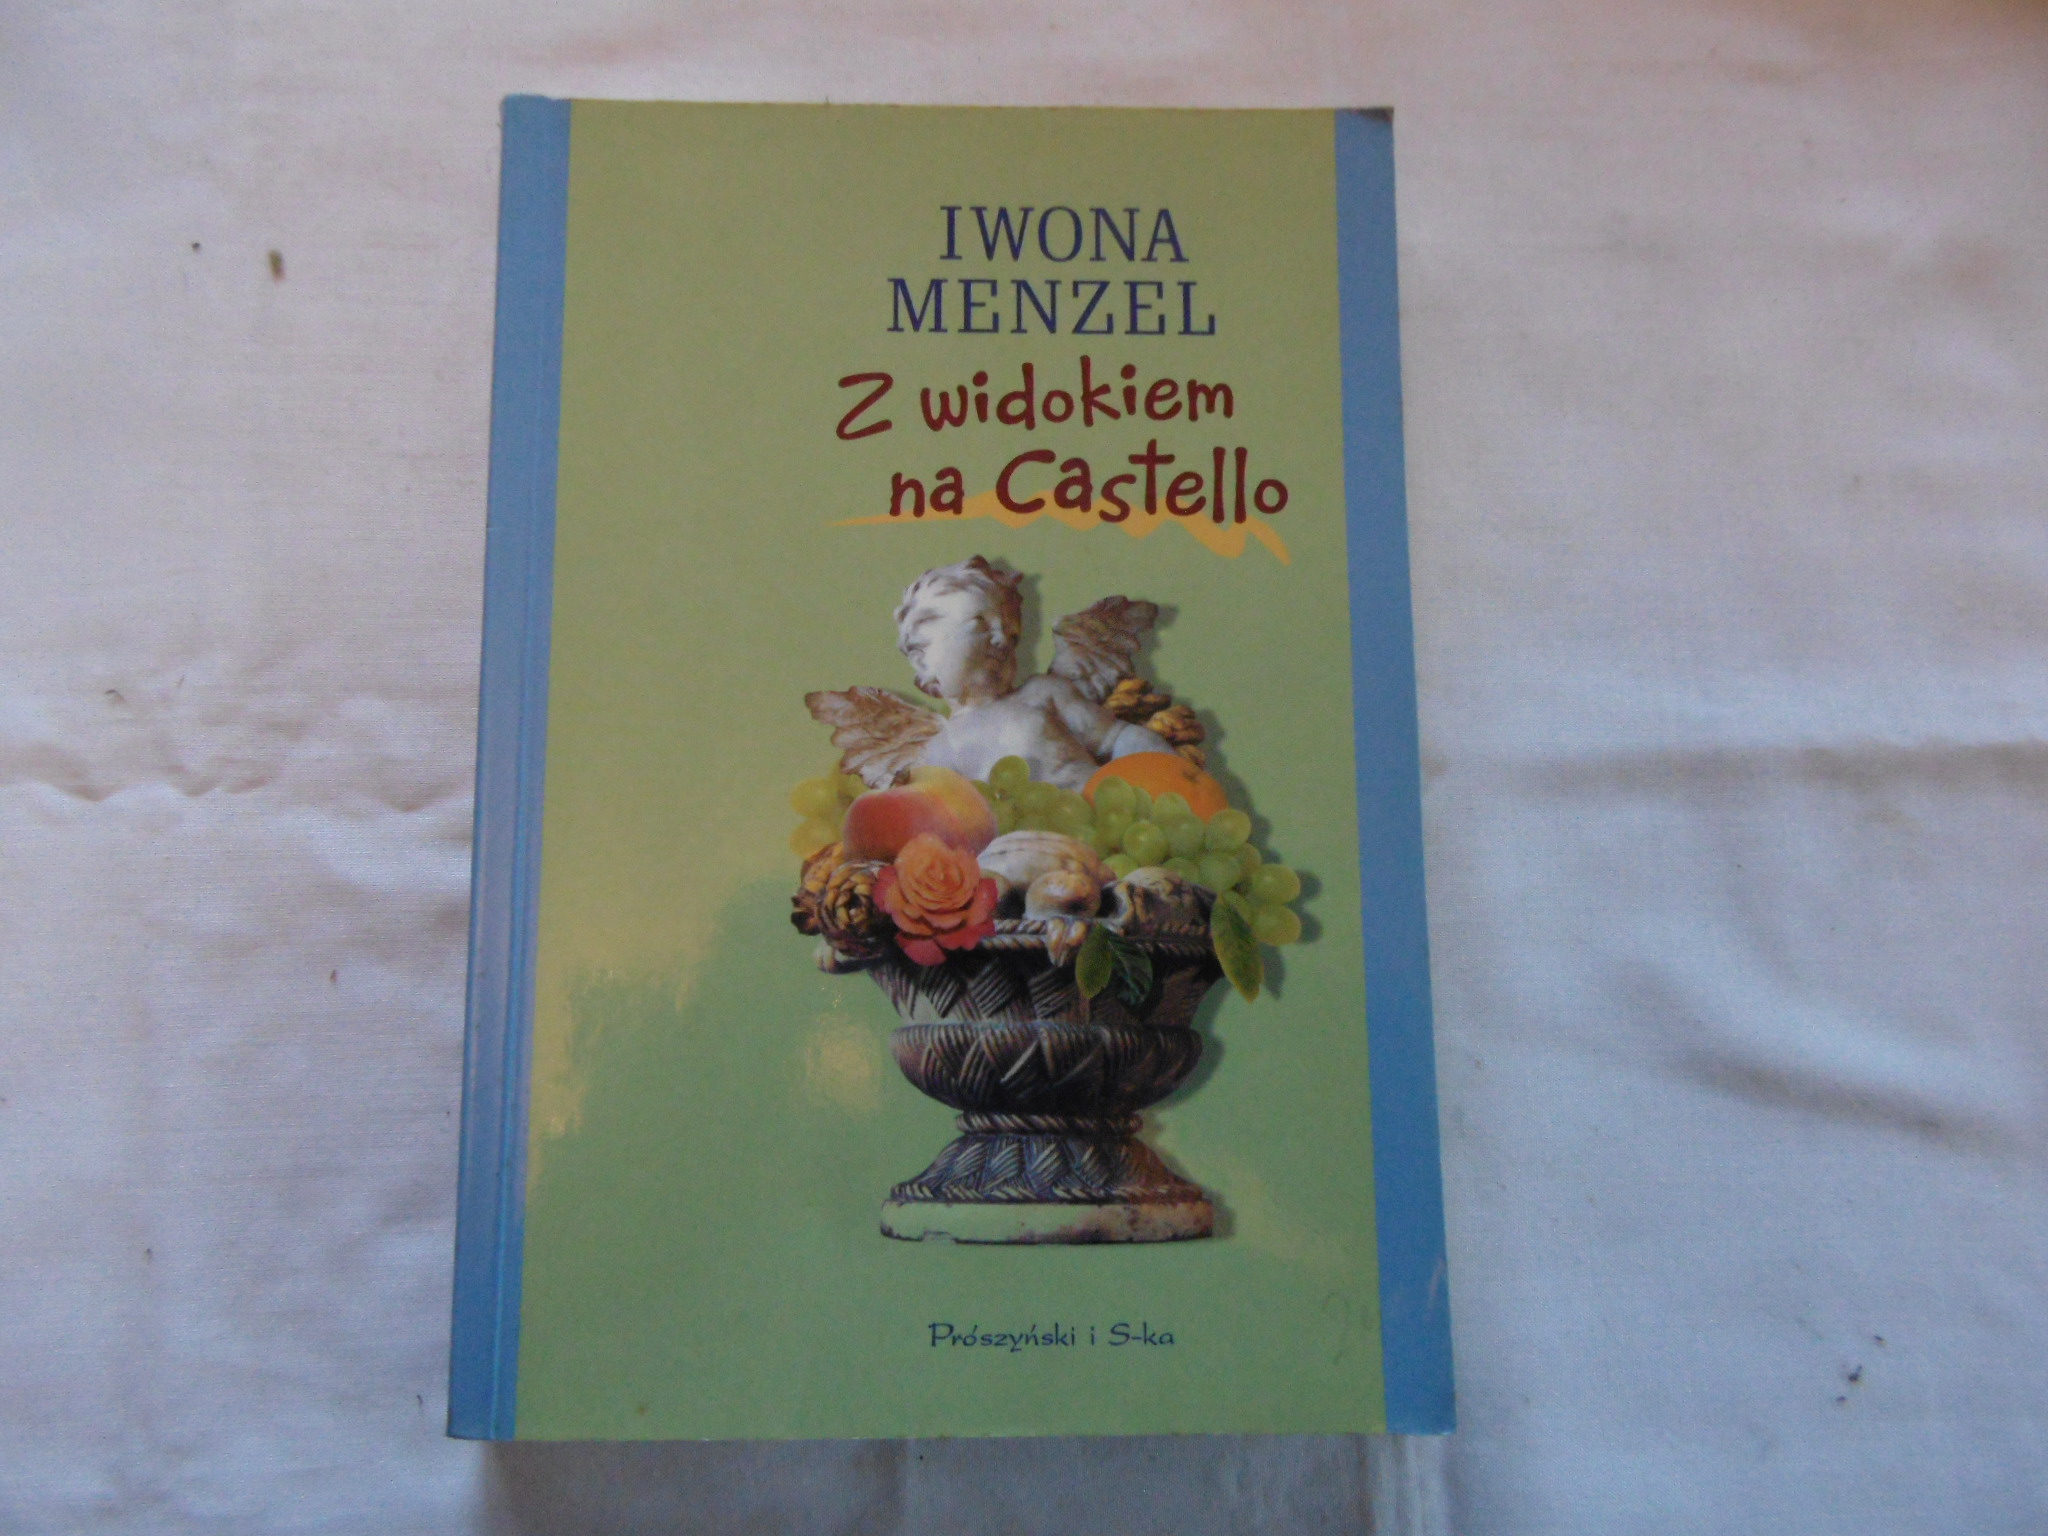 IWONA
MENZEL
Z widokiem
na Castello
Prószyński i S-ka